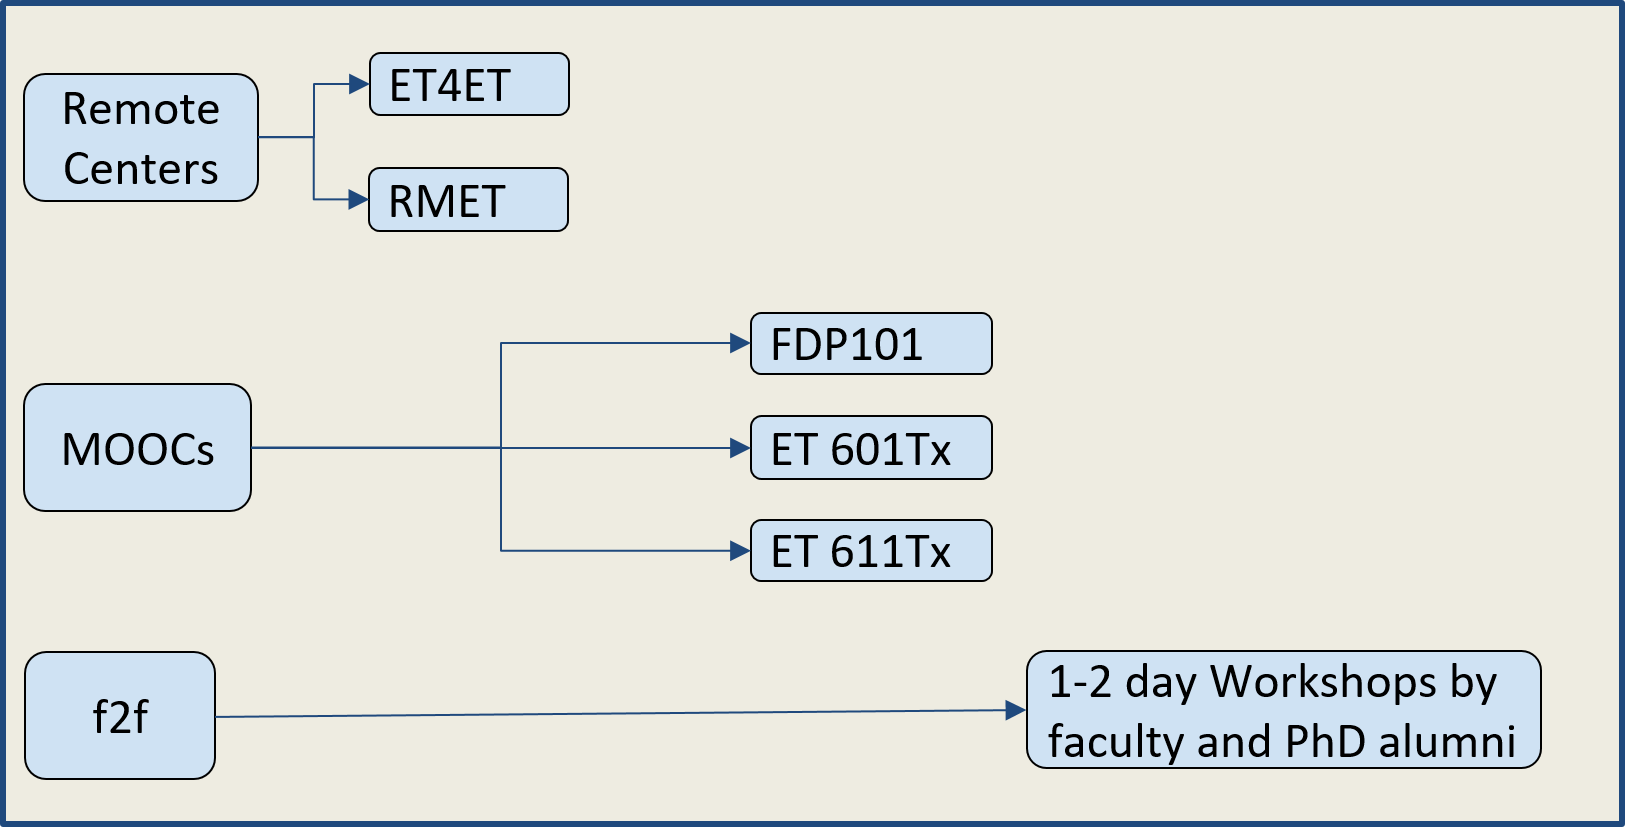 Remote
Centers
ET4ET
RMET
MOOCs
FDP101
ET 601Tx
ET 611Tx
f2f
1-2 day Workshops by
faculty and PhD alumni